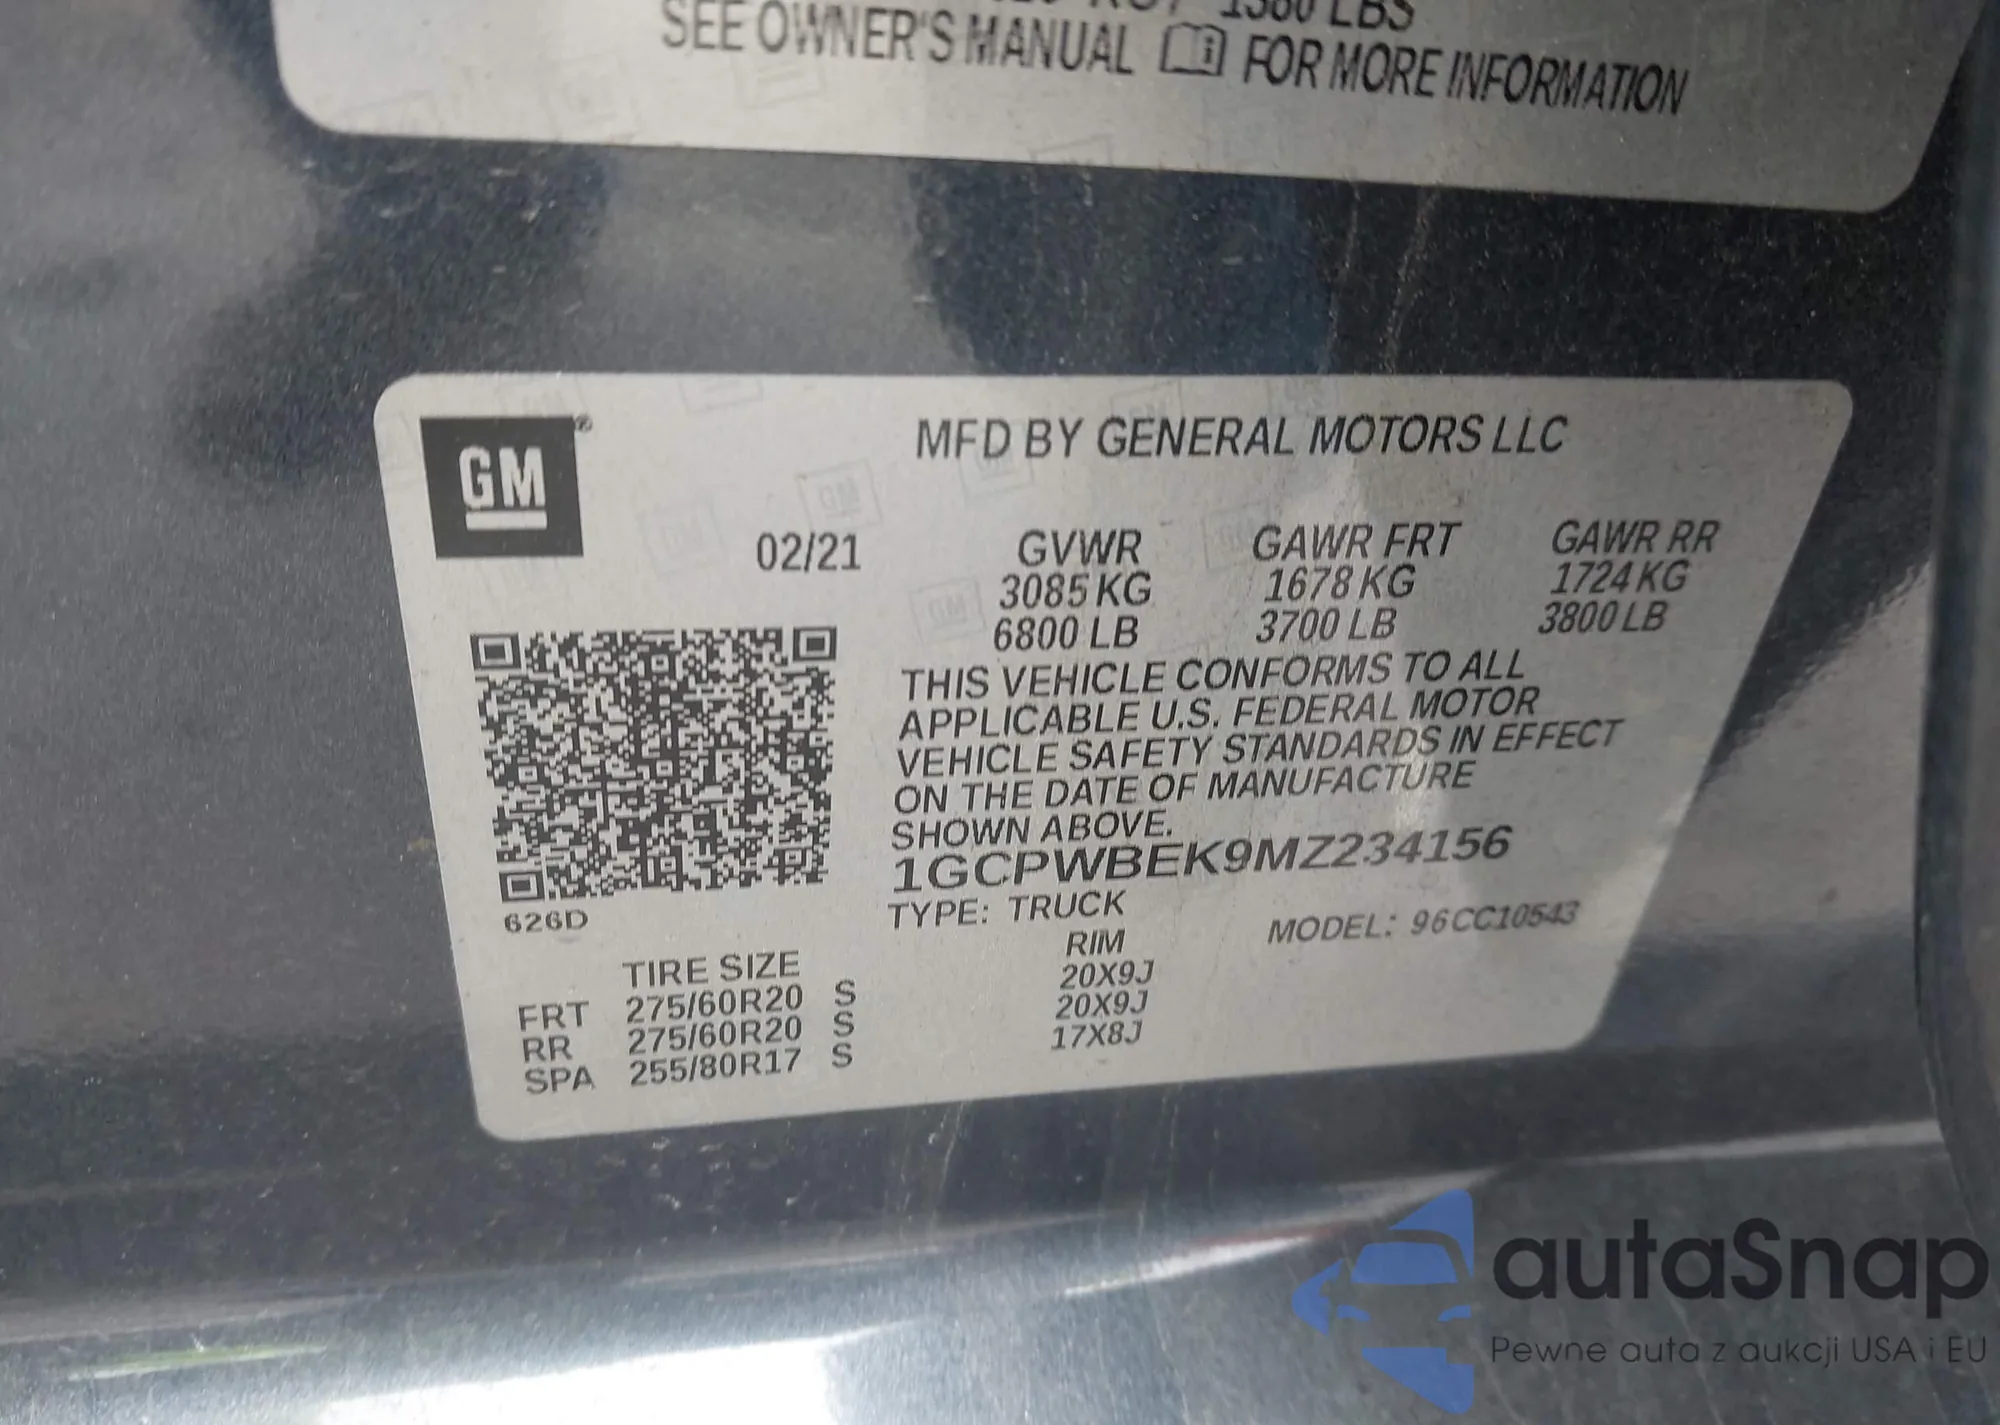 1380 LBS
SEE OWNER'S MANUAL FOR MORE INFORMATION
GM
MFD BY GENERAL MOTORS LLC
02/21 GVWR GAWR FRT GAWR RR
3085 KG 1678 KG 1724 KG
6800 LB 3700 LB 3800 LB
THIS VEHICLE CONFORMS TO ALL
APPLICABLE U.S. FEDERAL MOTOR
VEHICLE SAFETY STANDARDS IN EFFECT
ON THE DATE OF MANUFACTURE
SHOWN ABOVE.
1GCPWBEK9MZ234156
626D
TYPE: TRUCK MODEL: 96CC10543
TIRE SIZE RIM
FRT 275/60R20 S 20X9J
RR 275/60R20 S 20X9J
SPA 255/80R17 S 17X8J
autaSnap
Pewne auta z aukcji USA i EU